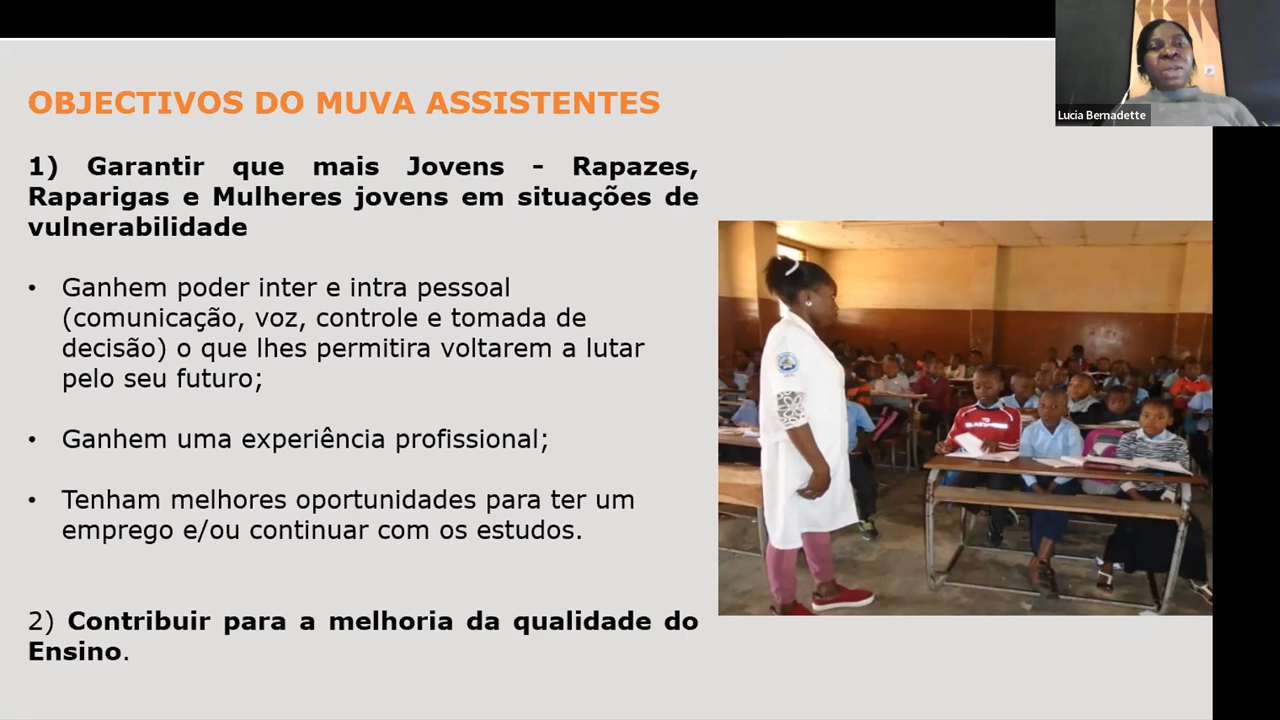 OBJECTIVOS DO MUVA ASSISTENTES
Lucia Bernadette
1) Garantir que mais Jovens - Rapazes,
Raparigas e Mulheres jovens em situações de
vulnerabilidade
• Ganhem poder inter e intra pessoal
(comunicação, voz, controle e tomada de
decisão) o que lhes permitira voltarem a lutar
pelo seu futuro;
• Ganhem uma experiência profissional;
• Tenham melhores oportunidades para ter um
emprego e/ou continuar com os estudos.
2) Contribuir para a melhoria da qualidade do
Ensino.